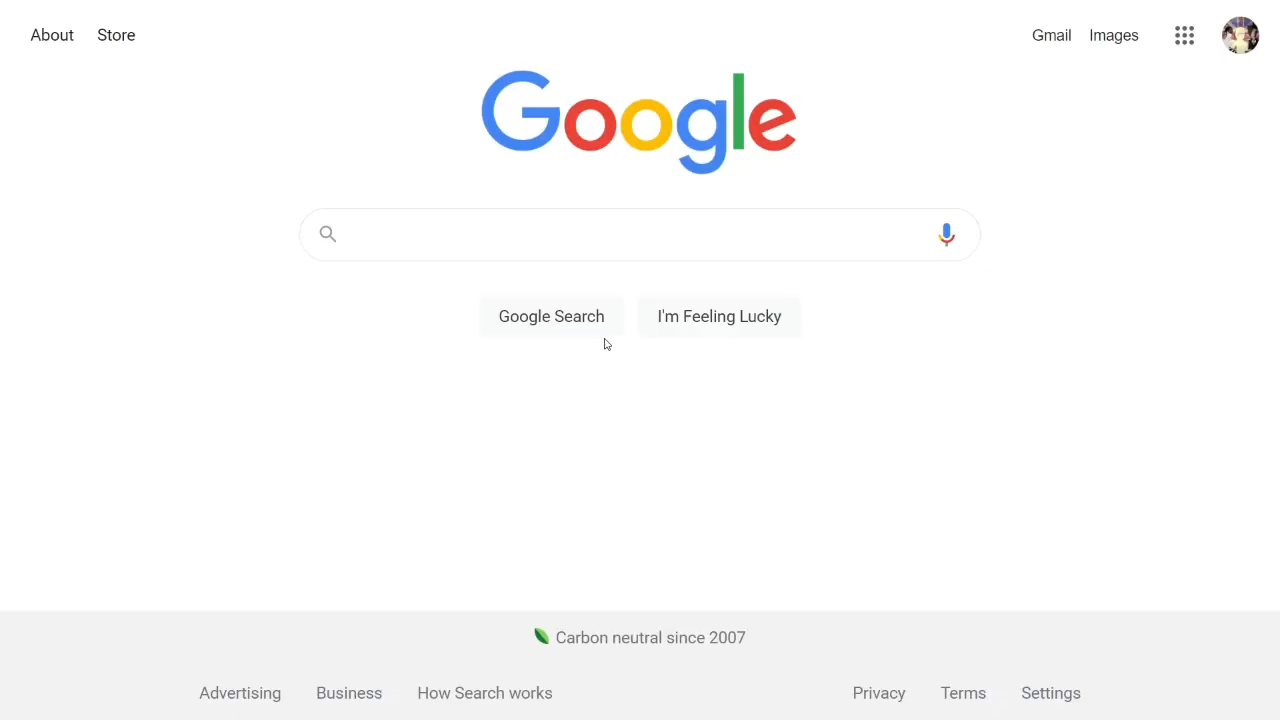 About Store
Gmail Images
Google
Google Search I'm Feeling Lucky
Carbon neutral since 2007
Advertising Business How Search works
Privacy Terms Settings